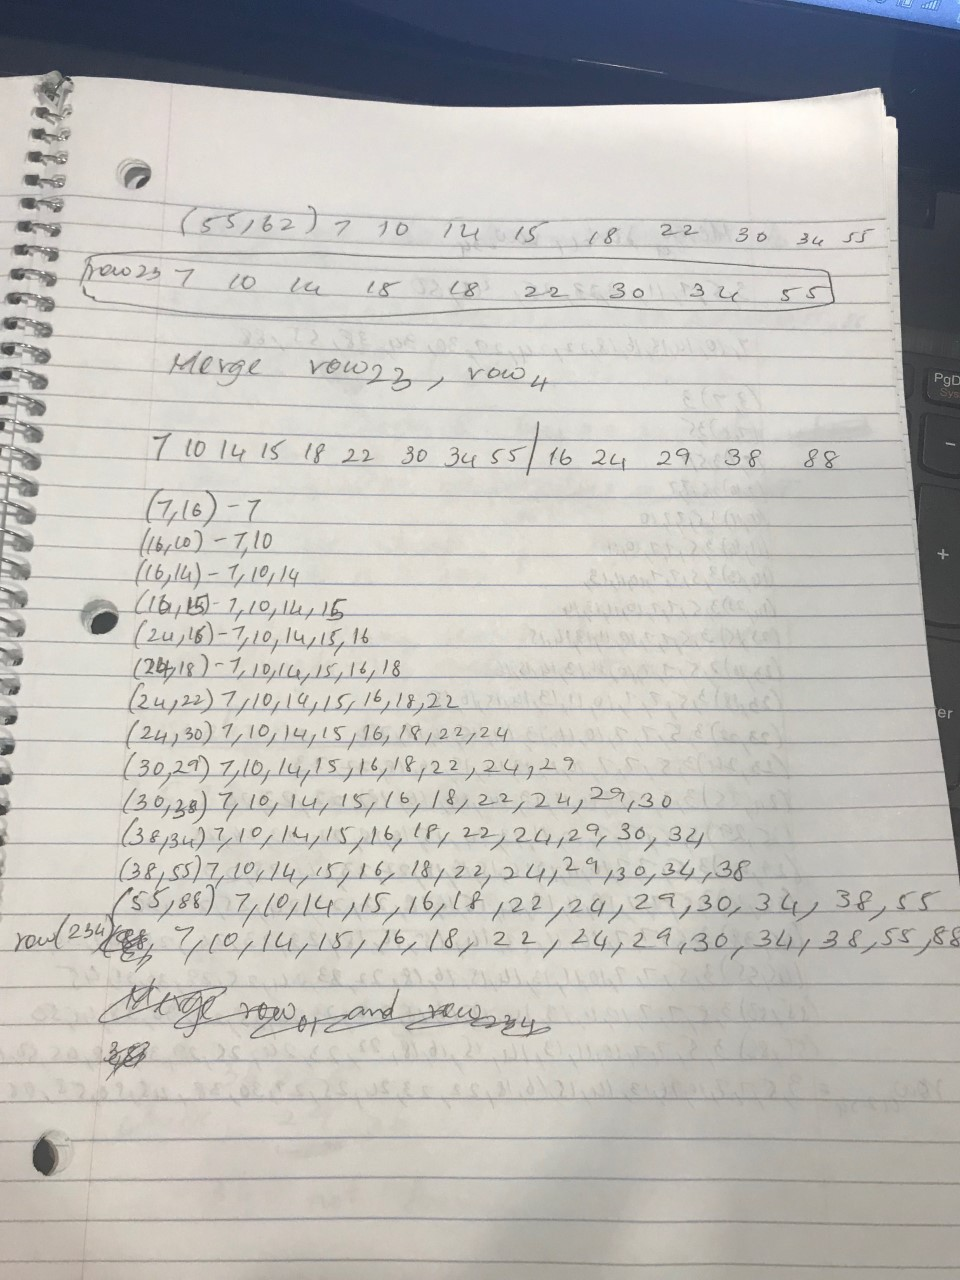 (55,62) 7 10 14 15 18 22 30 34 55
row23 7 10 14 15 18 22 30 34 55
Merge row23, row4
7 10 14 15 18 22 30 34 55 | 16 24 29 38 88
(7,16) - 7
(16,10) - 7,10
(16,14) - 7,10,14
(16,15) - 7,10,14,15
(24,16) - 7,10,14,15,16
(24,18) - 7,10,14,15,16,18
(24,22) 7,10,14,15,16,18,22
(24,30) 7,10,14,15,16,18,22,24
(30,29) 7,10,14,15,16,18,22,24,29
(30,38) 7,10,14,15,16,18,22,24,29,30
(38,34) 7,10,14,15,16,18,22,24,29,30,34
(38,55) 7,10,14,15,16,18,22,24,29,30,34,38
(55,88) 7,10,14,15,16,18,22,24,29,30,34,38,55
row(234) 7,10,14,15,16,18,22,24,29,30,34,38,55,88
Merge row01 and row234
PgD
-
+
er